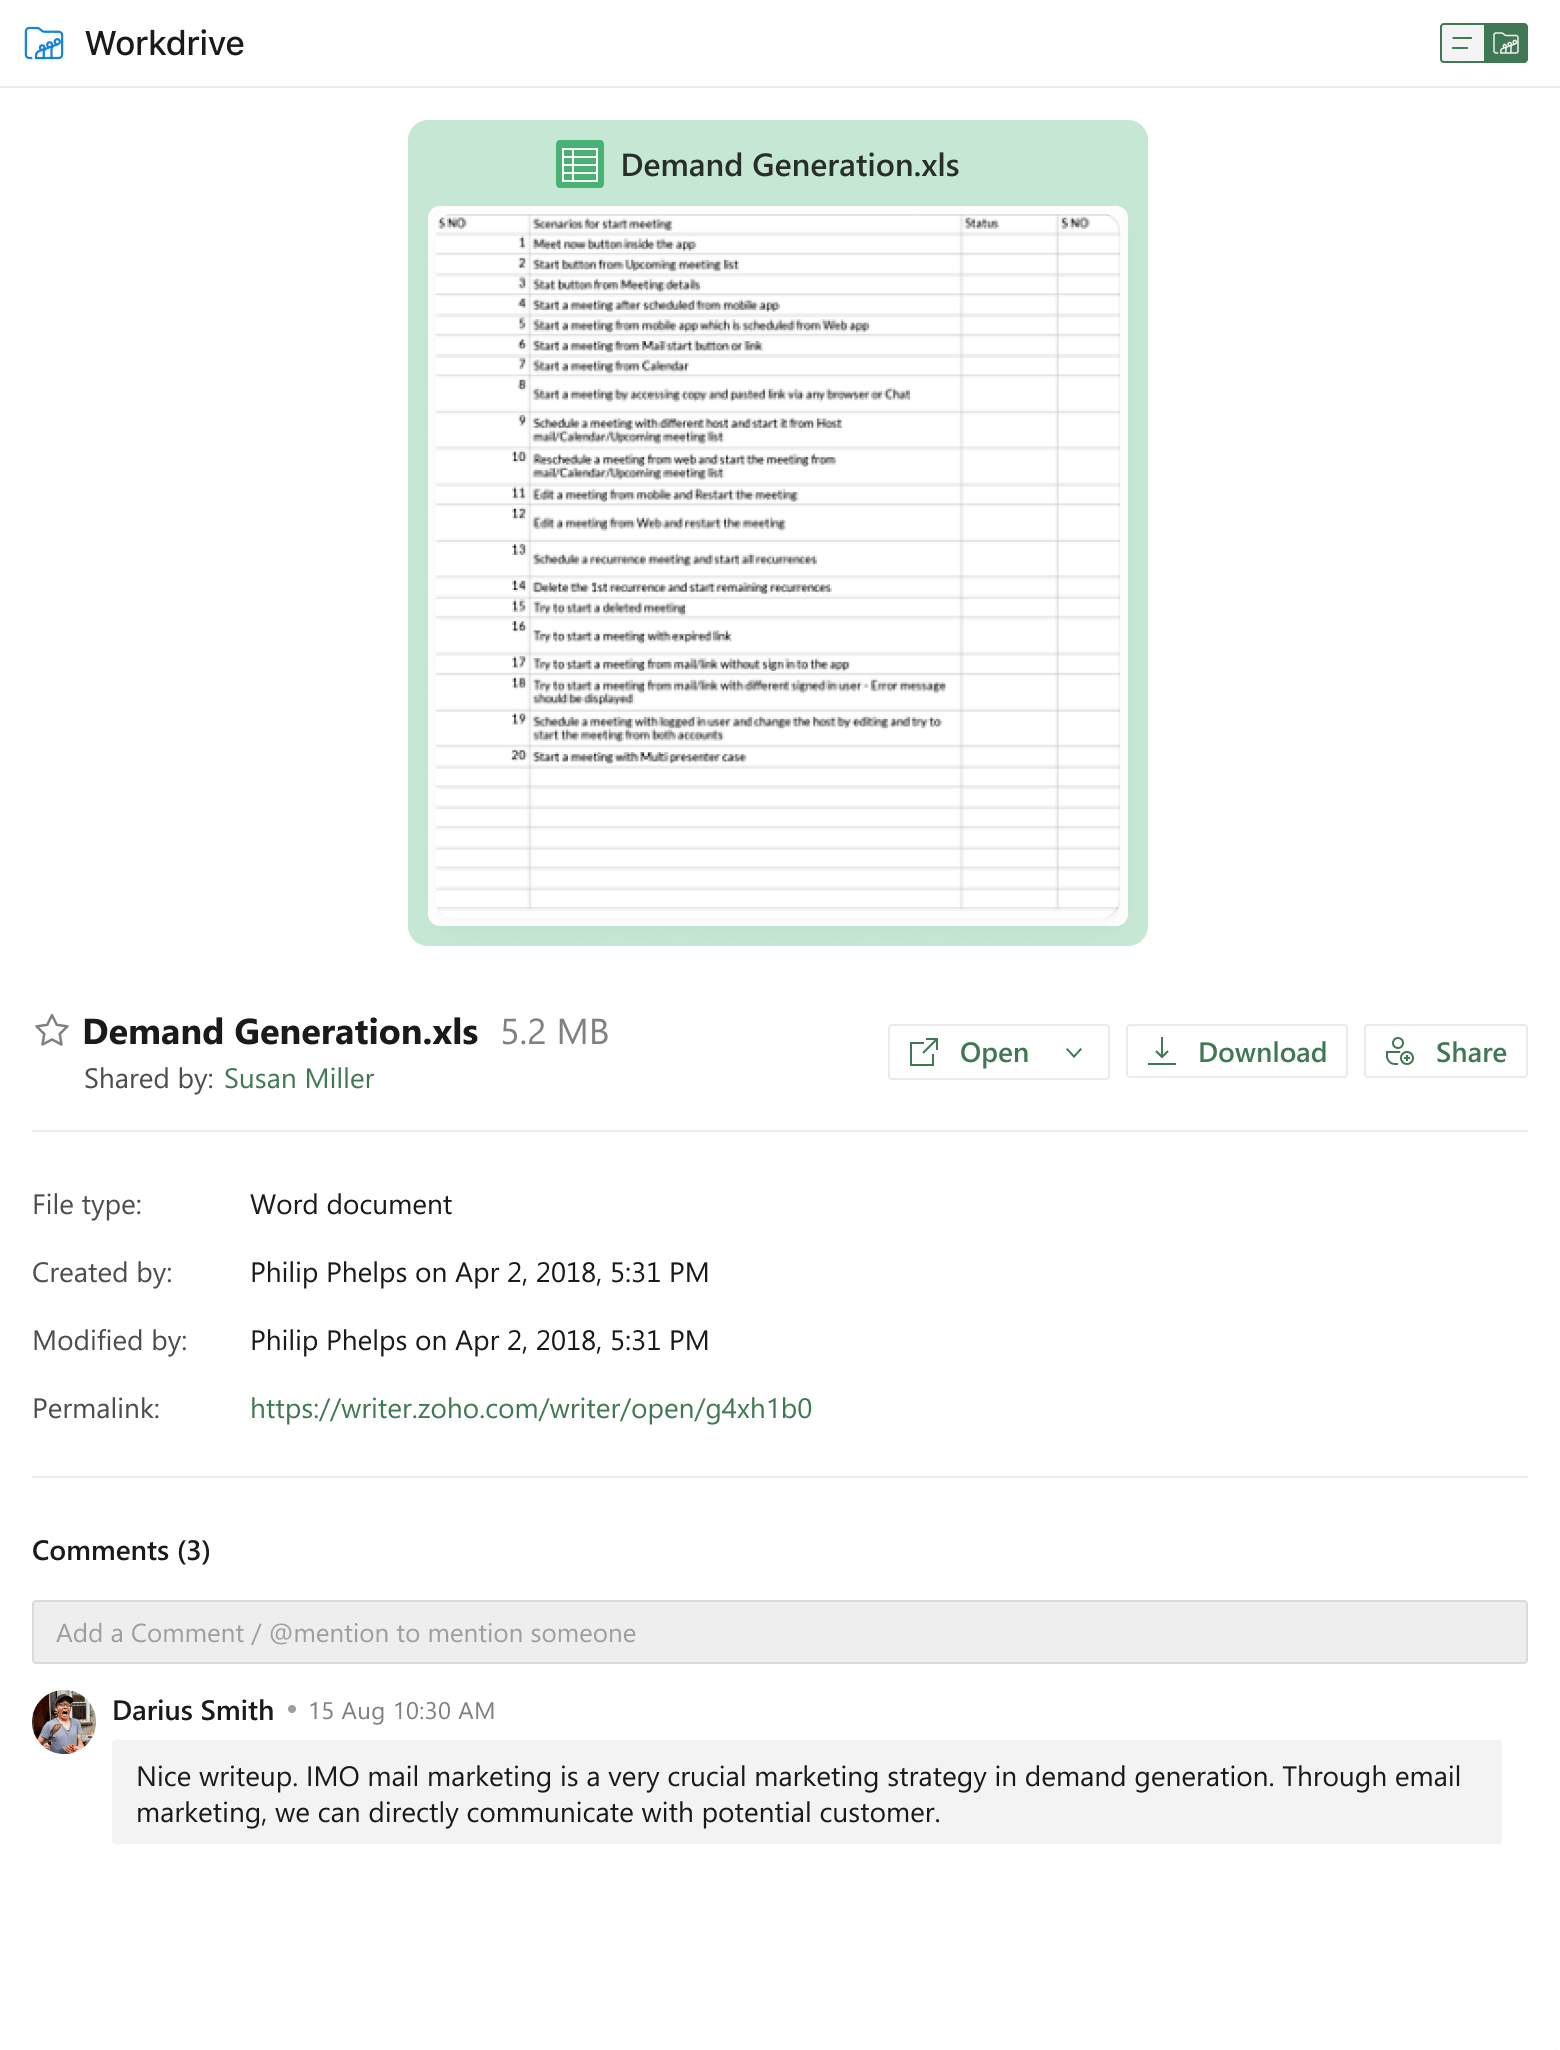 Workdrive
Demand Generation.xls
S NO Scenarios for start meeting Status S NO
1 Meet now button inside the app
2 Start button from Upcoming meeting list
3 Stat button from Meeting details
4 Start a meeting after scheduled from mobile app
5 Start a meeting from mobile app which is scheduled from Web app
6 Start a meeting from Mail start button or link
7 Start a meeting from Calendar
8 Start a meeting by accessing copy and pasted link via any browser or Chat
9 Schedule a meeting with different host and start it from Host
mail/Calendar/Upcoming meeting list
10 Reschedule a meeting from web and start the meeting from
mail/Calendar/Upcoming meeting list
11 Edit a meeting from mobile and Restart the meeting
12 Edit a meeting from Web and restart the meeting
13 Schedule a recurrence meeting and start all recurrences
14 Delete the 1st recurrence and start remaining recurrences
15 Try to start a deleted meeting
16 Try to start a meeting with expired link
17 Try to start a meeting from mail/link without sign in to the app
18 Try to start a meeting from mail/link with different signed in user - Error message
should be displayed
19 Schedule a meeting with logged in user and change the host by editing and try to
start the meeting from both accounts
20 Start a meeting with Multi presenter case
Demand Generation.xls 5.2 MB
Shared by: Susan Miller
Open
Download
Share
File type: Word document
Created by: Philip Phelps on Apr 2, 2018, 5:31 PM
Modified by: Philip Phelps on Apr 2, 2018, 5:31 PM
Permalink: https://writer.zoho.com/writer/open/g4xh1b0
Comments (3)
Add a Comment / @mention to mention someone
Darius Smith • 15 Aug 10:30 AM
Nice writeup. IMO mail marketing is a very crucial marketing strategy in demand generation. Through email
marketing, we can directly communicate with potential customer.